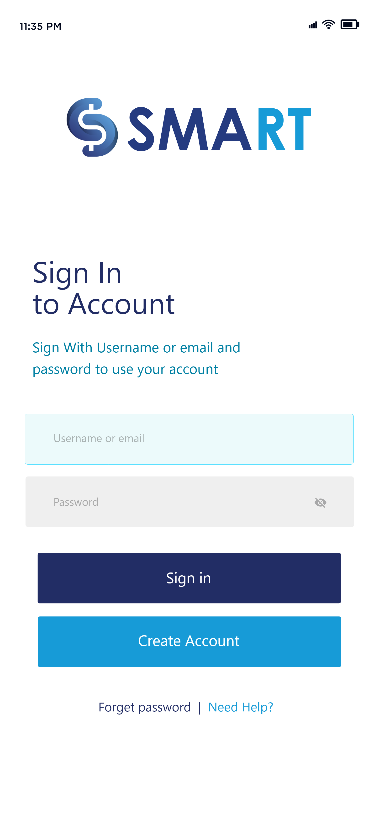 11:35 PM
SMART
Sign In
to Account
Sign With Username or email and
password to use your account
Username or email
Password
Sign in
Create Account
Forget password | Need Help?